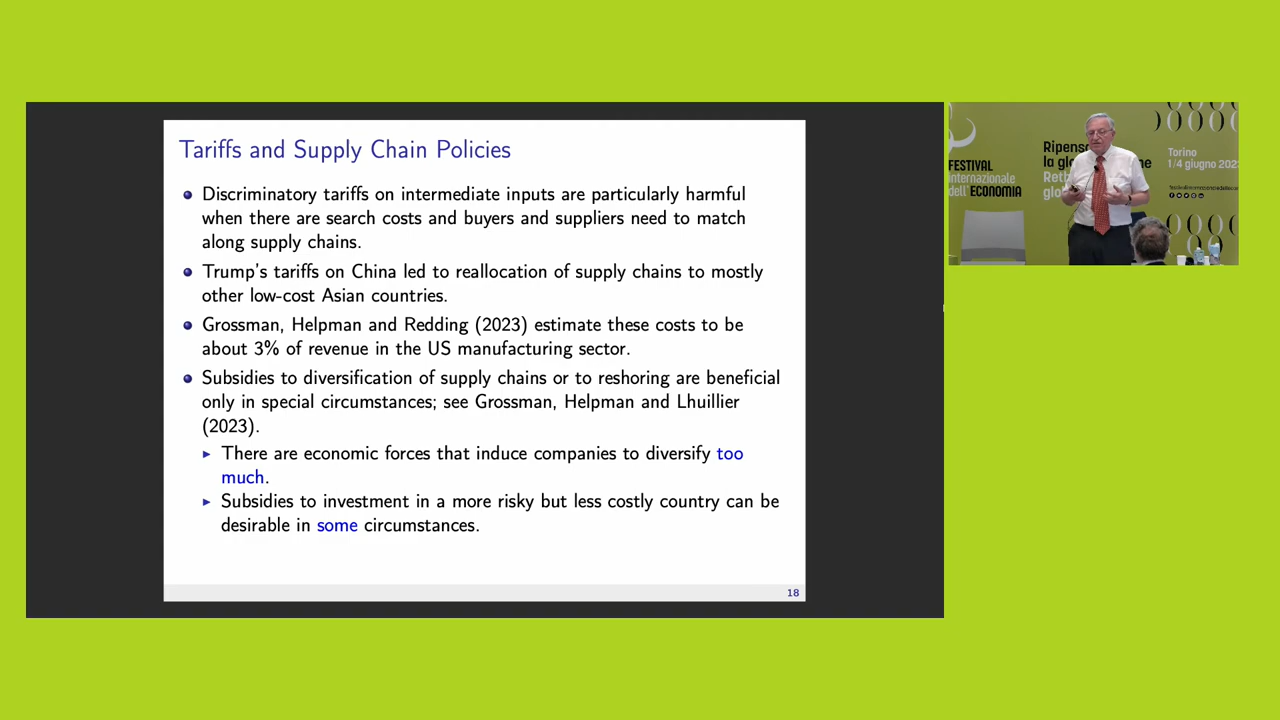 Tariffs and Supply Chain Policies
Discriminatory tariffs on intermediate inputs are particularly harmful
when there are search costs and buyers and suppliers need to match
along supply chains.
Trump's tariffs on China led to reallocation of supply chains to mostly
other low-cost Asian countries.
Grossman, Helpman and Redding (2023) estimate these costs to be
about 3% of revenue in the US manufacturing sector.
Subsidies to diversification of supply chains or to reshoring are beneficial
only in special circumstances; see Grossman, Helpman and Lhuillier
(2023).
There are economic forces that induce companies to diversify too
much.
Subsidies to investment in a more risky but less costly country can be
desirable in some circumstances.
18
FESTIVAL
internazionale
dell'ECONOMIA
Ripens
la glo
Torino
1/4 giugno 202